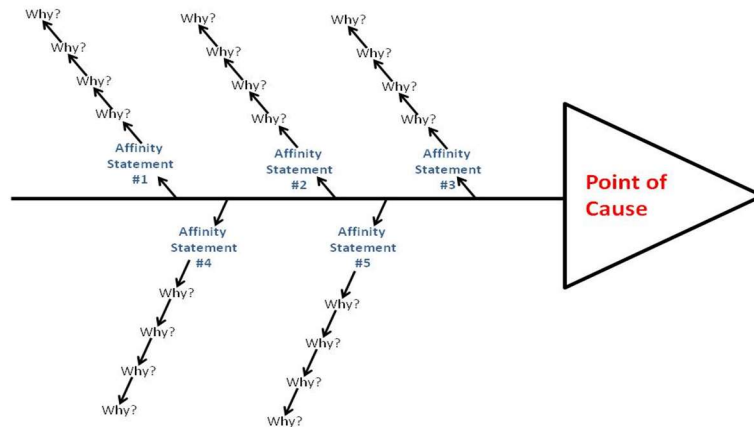 Why?
Why?
Why?
Why?
Affinity
Statement
#1
Why?
Why?
Why?
Why?
Affinity
Statement
#2
Why?
Why?
Why?
Why?
Affinity
Statement
#3
Point of
Cause
Affinity
Statement
#4
Why?
Why?
Why?
Why?
Affinity
Statement
#5
Why?
Why?
Why?
Why?